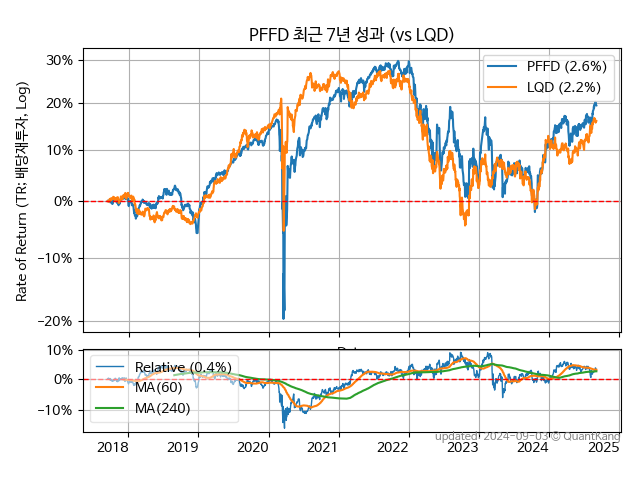 PFFD 최근 7년 성과 (vs LQD)
Rate of Return (TR: 배당재투자, Log)
30%
20%
10%
0%
−10%
−20%
PFFD (2.6%)
LQD (2.2%)
10%
0%
−10%
Relative (0.4%)
MA(60)
MA(240)
2018 2019 2020 2021 2022 2023 2024 2025
updated: 2024-09-03 © QuantKang